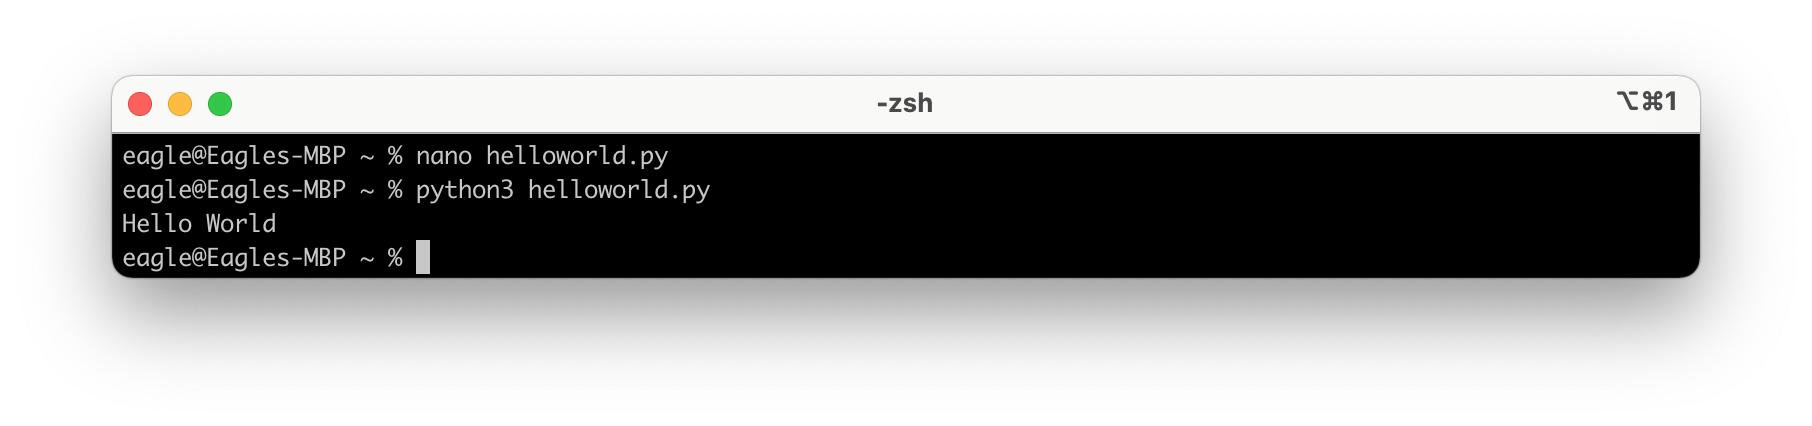 -zsh
⌥⌘1
eagle@Eagles-MBP ~ % nano helloworld.py
eagle@Eagles-MBP ~ % python3 helloworld.py
Hello World
eagle@Eagles-MBP ~ %